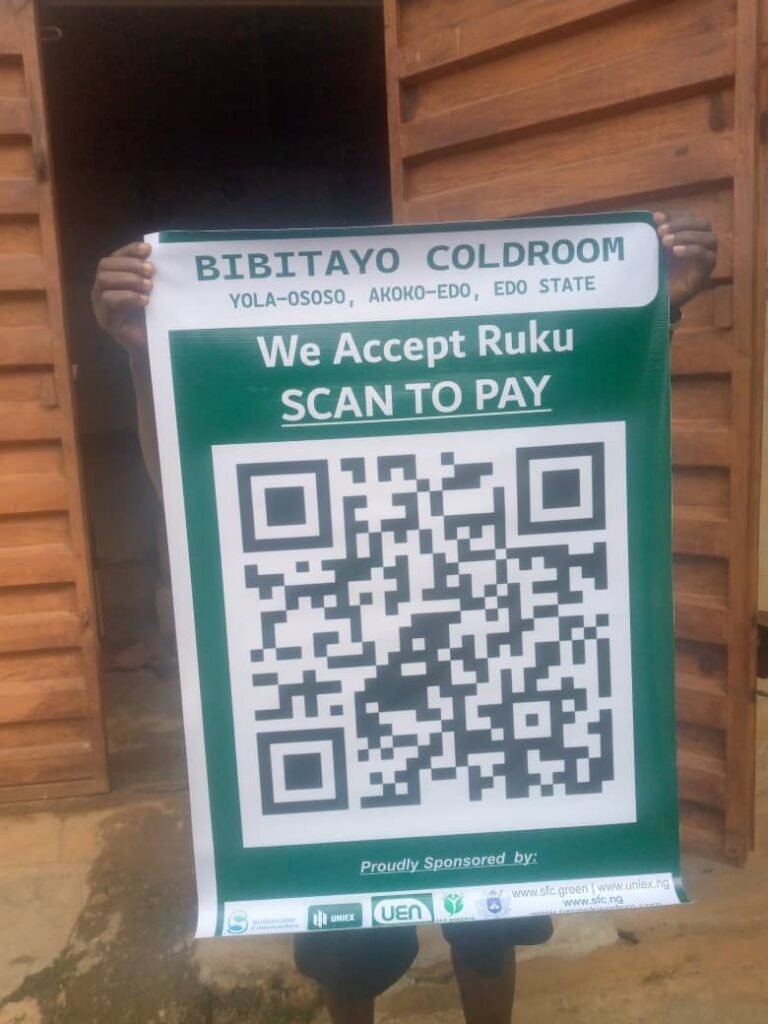 BIBITAYO COLDROOM
YOLA-OSOSO, AKOKO-EDO, EDO STATE
We Accept Ruku
SCAN TO PAY
Proudly Sponsored by:
www.sfc.green | www.uniex.ng
www.sfc.ng
Sustainable
UNIEX
UEN